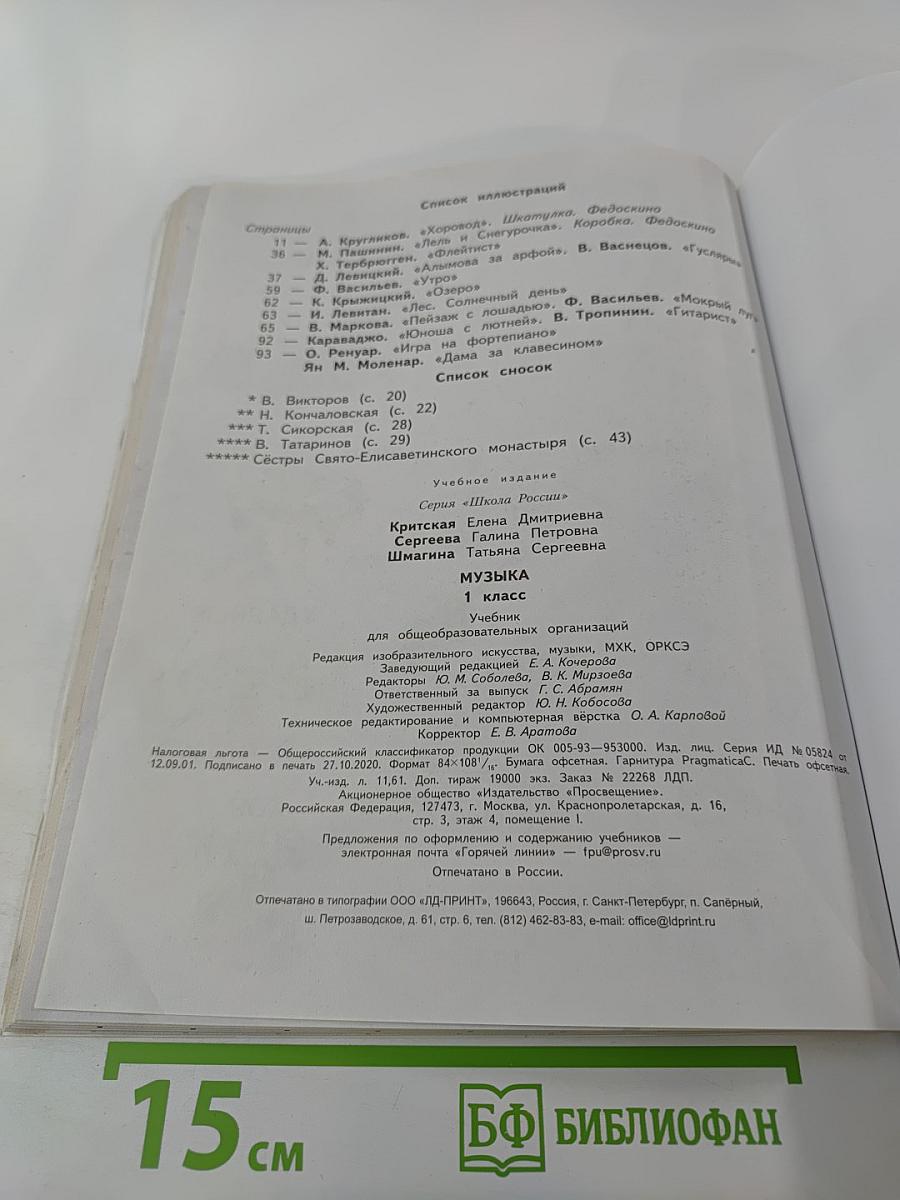 Список иллюстраций
Страницы
11 — А. Кругликов. «Хоровод». Шкатулка. Федоскино
36 — М. Пашинин. «Лель и Снегурочка». Коробка. Федоскино
Х. Тербрюгген. «Флейтист»
37 — Д. Левицкий. «Алымова за арфой». В. Васнецов. «Гусляры»
59 — Ф. Васильев. «Утро»
62 — К. Крыжицкий. «Озеро»
63 — И. Левитан. «Лес. Солнечный день»
65 — В. Маркова. «Пейзаж с лошадью». Ф. Васильев. «Мокрый луг»
92 — Караваджо. «Юноша с лютней». В. Тропинин. «Гитарист»
93 — О. Ренуар. «Игра на фортепиано»
Ян М. Моленар. «Дама за клавесином»
Список сносок
* В. Викторов (с. 20)
** Н. Кончаловская (с. 22)
*** Т. Сикорская (с. 28)
**** В. Татаринов (с. 29)
***** Сёстры Свято-Елисаветинского монастыря (с. 43)
Учебное издание
Серия «Школа России»
Критская Елена Дмитриевна
Сергеева Галина Петровна
Шмагина Татьяна Сергеевна
МУЗЫКА
1 класс
Учебник
для общеобразовательных организаций
Редакция изобразительного искусства, музыки, МХК, ОРКСЭ
Заведующий редакцией Е. А. Кочерова
Редакторы Ю. М. Соболева, В. К. Мирзоева
Ответственный за выпуск Г. С. Абрамян
Художественный редактор Ю. Н. Кобосова
Техническое редактирование и компьютерная вёрстка О. А. Карповой
Корректор Е. В. Аратова
Налоговая льгота — Общероссийский классификатор продукции ОК 005-93—953000. Изд. лиц. Серия ИД № 05824 от
12.09.01. Подписано в печать 27.10.2020. Формат 84×108 1/16. Бумага офсетная. Гарнитура PragmaticaC. Печать офсетная.
Уч.-изд. л. 11,61. Доп. тираж 19000 экз. Заказ № 22268 ЛДП.
Акционерное общество «Издательство «Просвещение».
Российская Федерация, 127473, г. Москва, ул. Краснопролетарская, д. 16,
стр. 3, этаж 4, помещение I.
Предложения по оформлению и содержанию учебников —
электронная почта «Горячей линии» — fpu@prosv.ru
Отпечатано в России.
Отпечатано в типографии ООО «ЛД-ПРИНТ», 196643, Россия, г. Санкт-Петербург, п. Сапёрный,
ш. Петрозаводское, д. 61, стр. 6, тел. (812) 462-83-83, e-mail: office@ldprint.ru
15 см
БФ БИБЛИОФАН